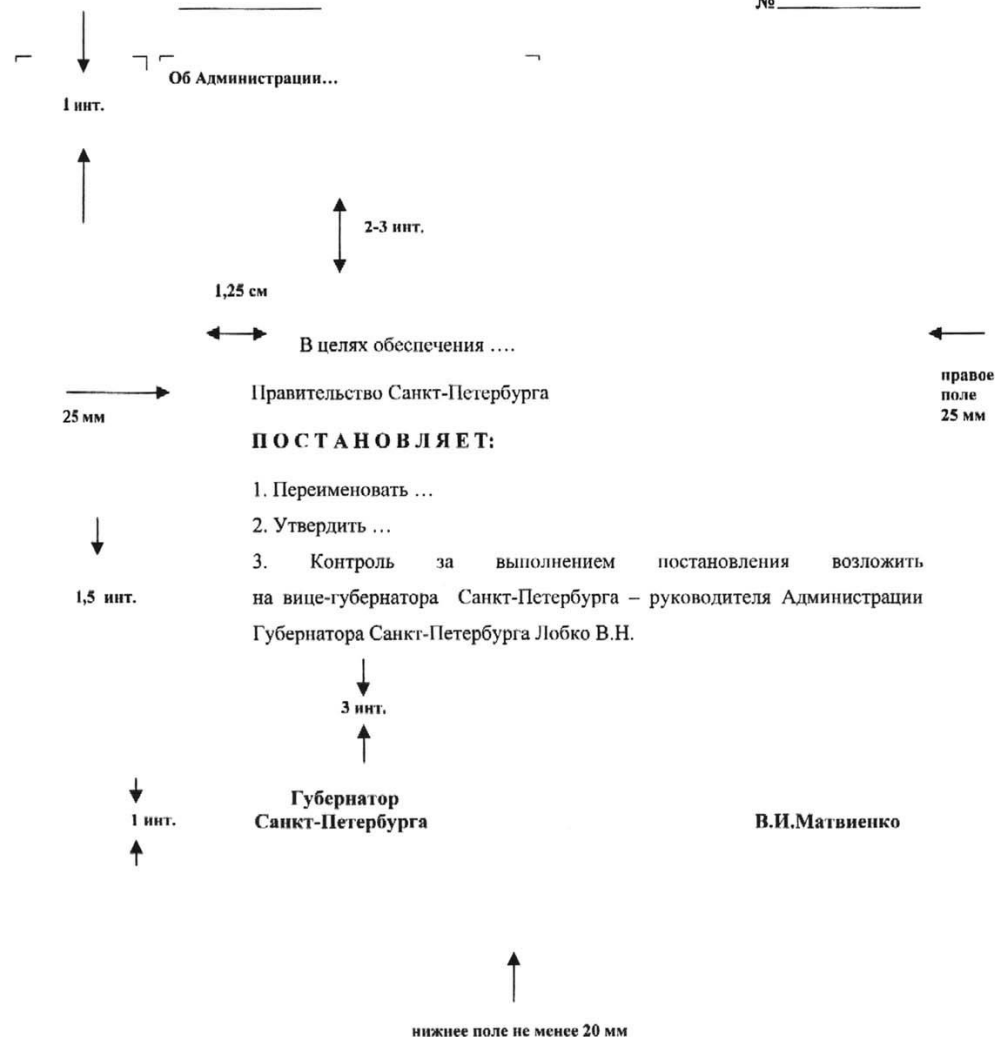 №
Об Администрации...
1 инт.
2-3 инт.
1,25 см
В целях обеспечения ....
правое
поле
25 мм
Правительство Санкт-Петербурга
25 мм
П О С Т А Н О В Л Я Е Т:
1. Переименовать ...
2. Утвердить ...
3. Контроль за выполнением постановления возложить
1,5 инт.
на вице-губернатора Санкт-Петербурга – руководителя Администрации
Губернатора Санкт-Петербурга Лобко В.Н.
3 инт.
Губернатор
1 инт.
Санкт-Петербурга
В.И.Матвиенко
нижнее поле не менее 20 мм